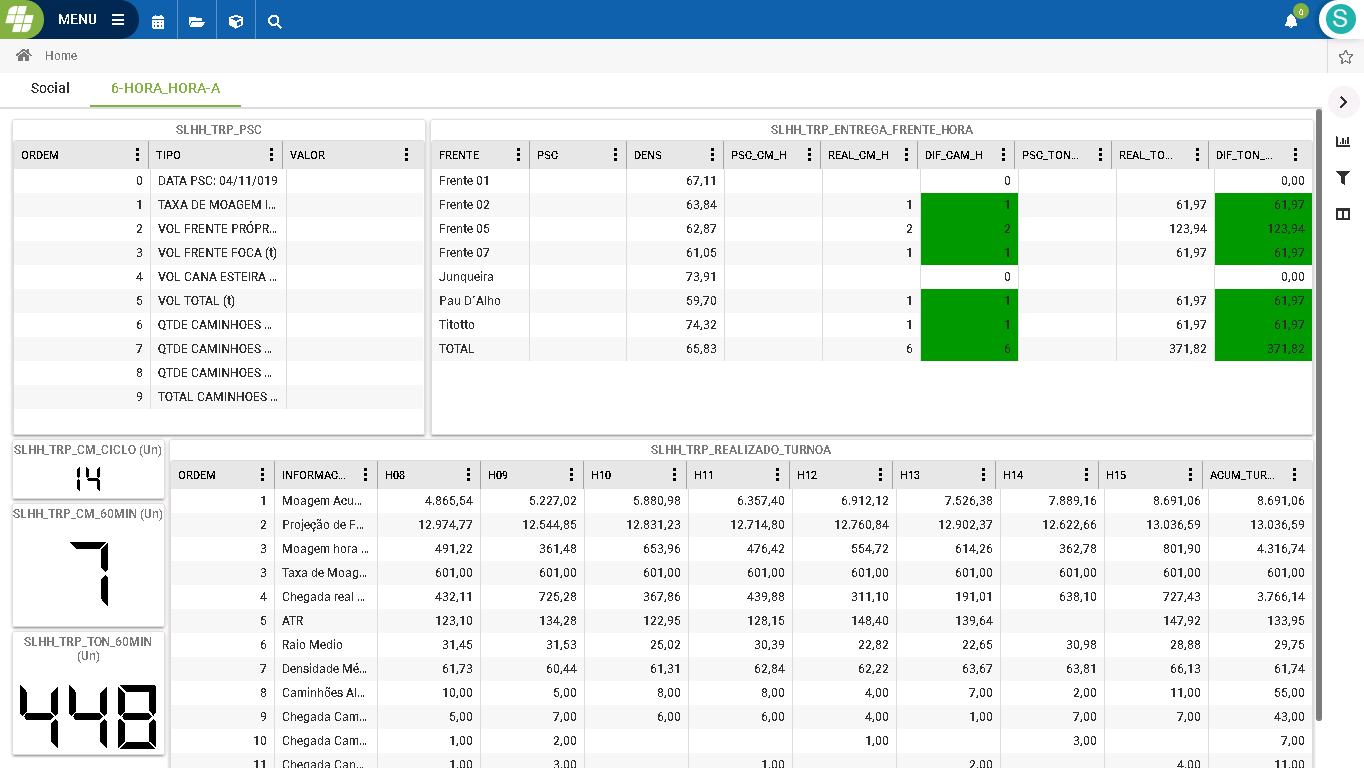 MENU
0
S
Home
Social 6-HORA_HORA-A
SLHH_TRP_PSC
ORDEM TIPO VALOR
0 DATA PSC: 04/11/019
1 TAXA DE MOAGEM I...
2 VOL FRENTE PRÓPR...
3 VOL FRENTE FOCA (t)
4 VOL CANA ESTEIRA ...
5 VOL TOTAL (t)
6 QTDE CAMINHOES ...
7 QTDE CAMINHOES ...
8 QTDE CAMINHOES ...
9 TOTAL CAMINHOES ...
SLHH_TRP_ENTREGA_FRENTE_HORA
FRENTE PSC DENS PSC_CM_H REAL_CM_H DIF_CAM_H PSC_TON... REAL_TO... DIF_TON_...
Frente 01 67,11 0 0,00
Frente 02 63,84 1 1 61,97 61,97
Frente 05 62,87 2 2 123,94 123,94
Frente 07 61,05 1 1 61,97 61,97
Junqueira 73,91 0 0,00
Pau D´Alho 59,70 1 1 61,97 61,97
Titotto 74,32 1 1 61,97 61,97
TOTAL 65,83 6 6 371,82 371,82
SLHH_TRP_CM_CICLO (Un)
14
SLHH_TRP_CM_60MIN (Un)
7
SLHH_TRP_TON_60MIN
(Un)
448
SLHH_TRP_REALIZADO_TURNOA
ORDEM INFORMAC... H08 H09 H10 H11 H12 H13 H14 H15 ACUM_TUR...
1 Moagem Acu... 4.865,54 5.227,02 5.880,98 6.357,40 6.912,12 7.526,38 7.889,16 8.691,06 8.691,06
2 Projeção de F... 12.974,77 12.544,85 12.831,23 12.714,80 12.760,84 12.902,37 12.622,66 13.036,59 13.036,59
3 Moagem hora ... 491,22 361,48 653,96 476,42 554,72 614,26 362,78 801,90 4.316,74
3 Taxa de Moag... 601,00 601,00 601,00 601,00 601,00 601,00 601,00 601,00 601,00
4 Chegada real ... 432,11 725,28 367,86 439,88 311,10 191,01 638,10 727,43 3.766,14
5 ATR 123,10 134,28 122,95 128,15 148,40 139,64 147,92 133,95
6 Raio Medio 31,45 31,53 25,02 30,39 22,82 22,65 30,98 28,88 29,75
7 Densidade Mé... 61,73 60,44 61,31 62,84 62,22 63,67 63,81 66,13 61,74
8 Caminhões Al... 10,00 5,00 8,00 8,00 4,00 7,00 2,00 11,00 55,00
9 Chegada Cam... 5,00 7,00 6,00 6,00 4,00 1,00 7,00 7,00 43,00
10 Chegada Cam... 1,00 2,00 1,00 3,00 7,00
11 Chegada Can... 1,00 3,00 1,00 2,00 4,00 11,00